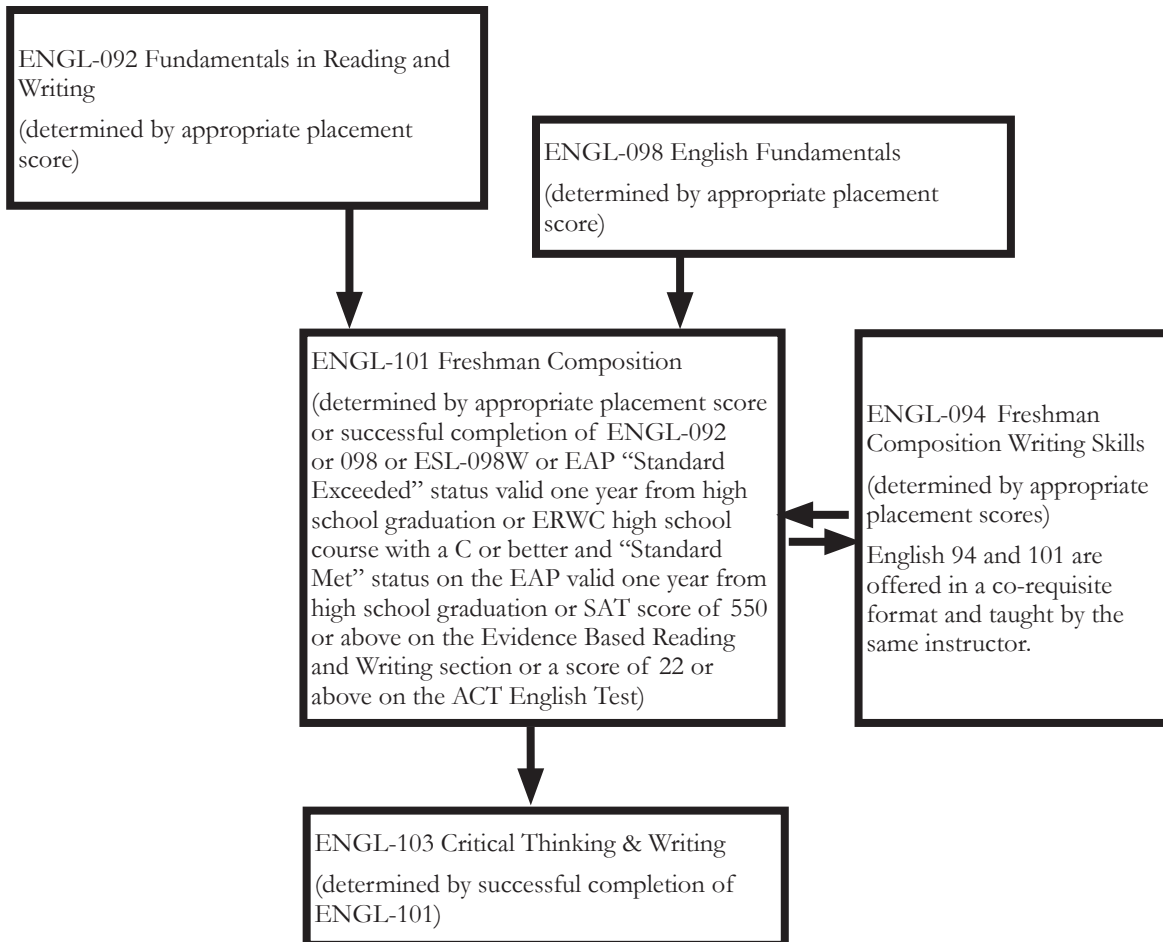 ENGL-092 Fundamentals in Reading and
Writing
(determined by appropriate placement
score)
ENGL-098 English Fundamentals
(determined by appropriate placement
score)
ENGL-101 Freshman Composition
(determined by appropriate placement score
or successful completion of ENGL-092
or 098 or ESL-098W or EAP “Standard
Exceeded” status valid one year from high
school graduation or ERWC high school
course with a C or better and “Standard
Met” status on the EAP valid one year from
high school graduation or SAT score of 550
or above on the Evidence Based Reading
and Writing section or a score of 22 or
above on the ACT English Test)
ENGL-094 Freshman
Composition Writing Skills
(determined by appropriate
placement scores)
English 94 and 101 are
offered in a co-requisite
format and taught by the
same instructor.
ENGL-103 Critical Thinking & Writing
(determined by successful completion of
ENGL-101)